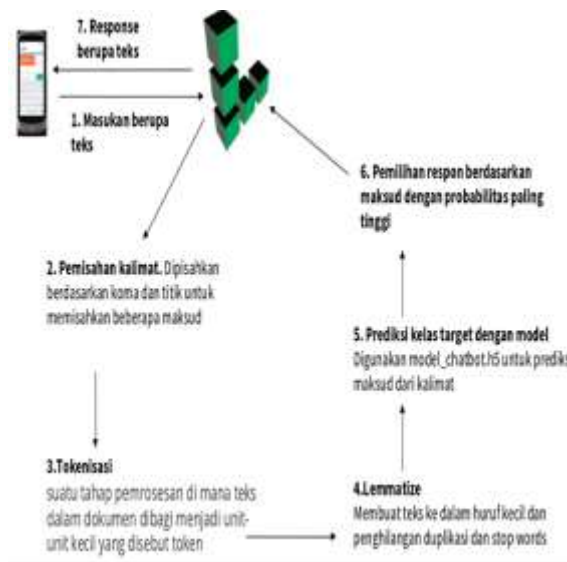 7. Response
berupa teks
1. Masukan berupa
teks
2. Pemisahan kalimat. Dipisahkan
berdasarkan koma dan titik untuk
memisahkan beberapa maksud
3.Tokenisasi
suatu tahap pemrosesan di mana teks
dalam dokumen dibagi menjadi unit-
unit kecil yang disebut token
4.Lemmatize
Membuat teks ke dalam huruf kecil dan
penghilangan duplikasi dan stop words
5. Prediksi kelas target dengan model
Digunakan model_chatbot.h5 untuk prediks
maksud dari kalimat
6. Pemilihan respon berdasarkan
maksud dengan probabilitas paling
tinggi